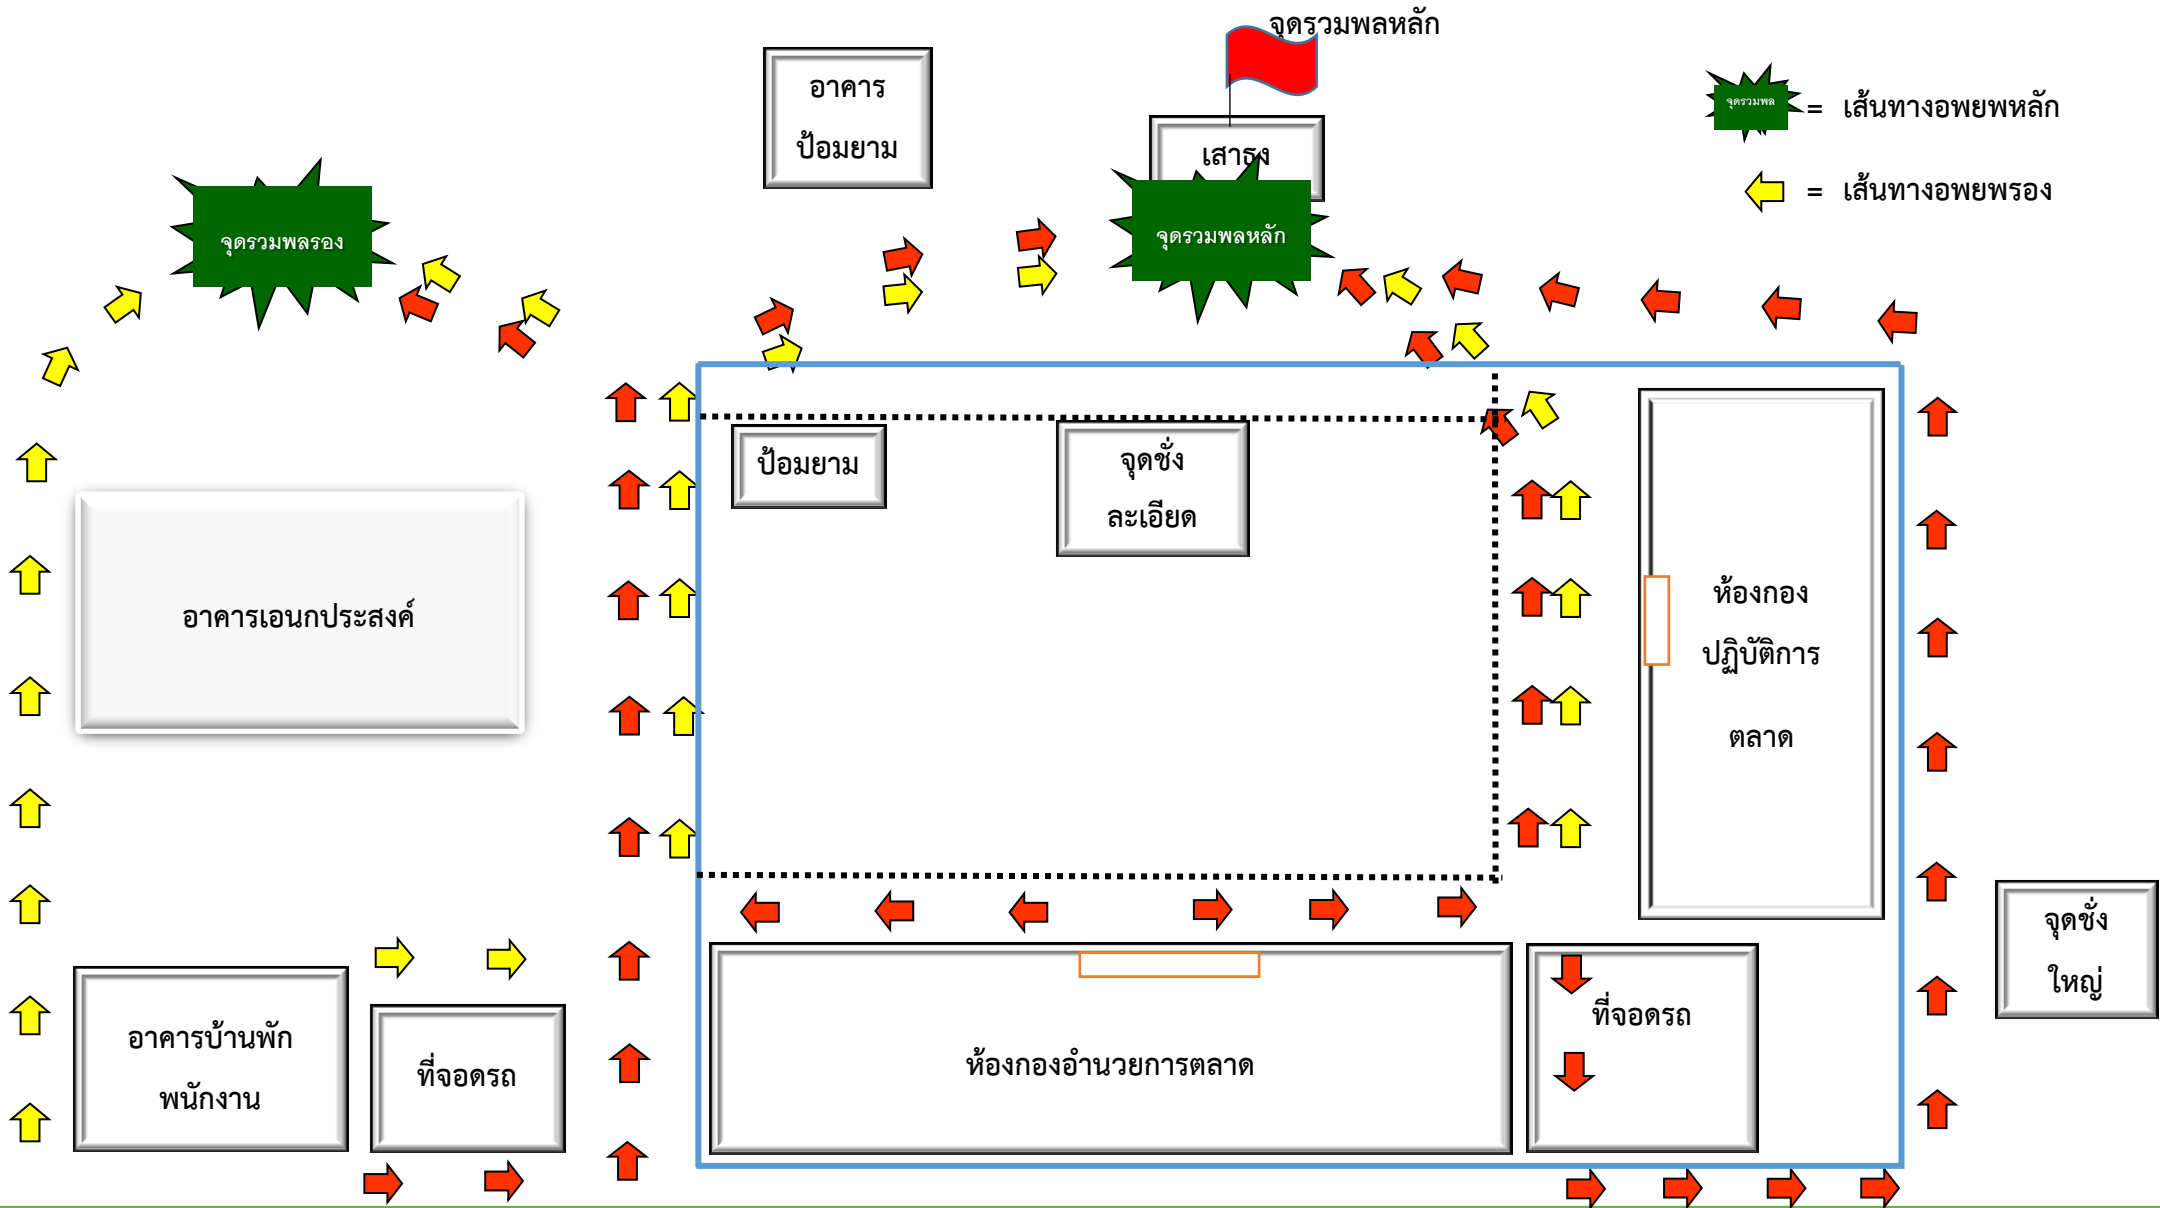 จุดรวมพลหลัก
อาคาร
ป้อมยาม
เสาธง
จุดรวมพล
= เส้นทางอพยพหลัก
= เส้นทางอพยพรอง
จุดรวมพลรอง
จุดรวมพลหลัก
ป้อมยาม
จุดชั่ง
ละเอียด
อาคารเอนกประสงค์
ห้องกอง
ปฏิบัติการ
ตลาด
จุดชั่ง
ใหญ่
อาคารบ้านพัก
พนักงาน
ที่จอดรถ
ห้องกองอำนวยการตลาด
ที่จอดรถ